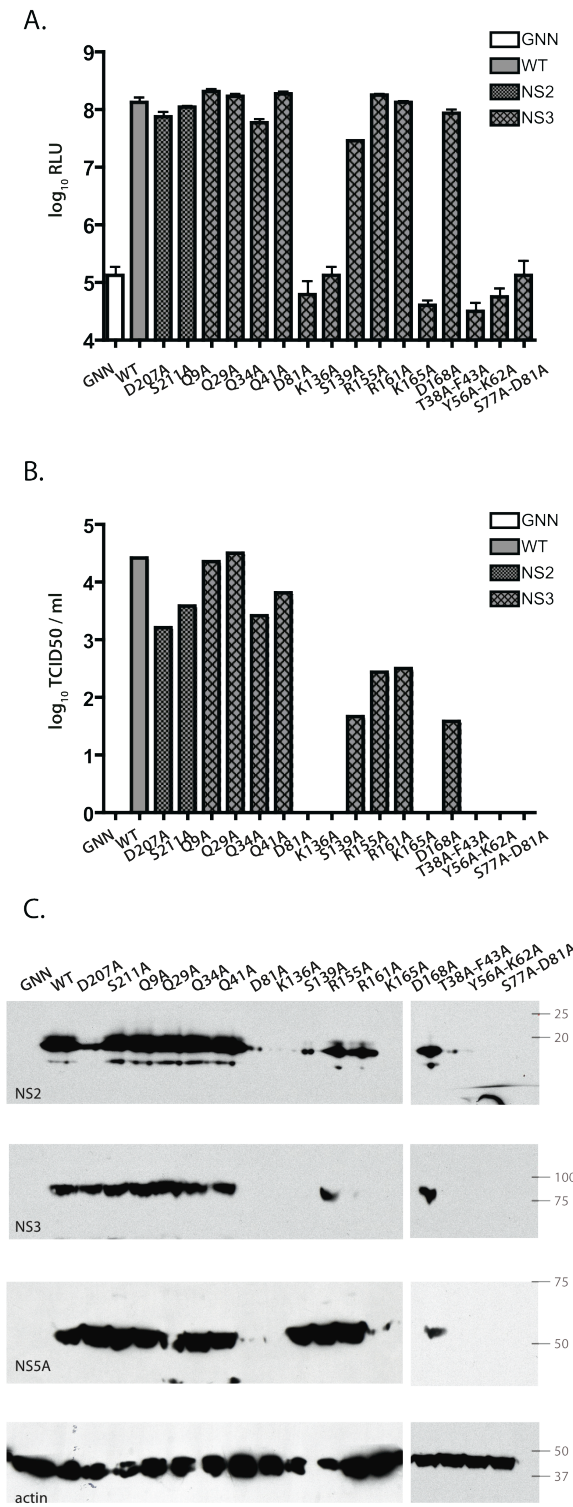 A.
9
8
7
6
5
4
log10 RLU
GNN
WT
NS2
NS3
GNN WT D207A S211A Q9A Q29A Q34A Q41A D81A K136A S139A R155A R161A K165A D168A T38A-F43A Y56A-K62A S77A-D81A
B.
5
4
3
2
1
0
log10 TCID50 / ml
GNN
WT
NS2
NS3
GNN WT D207A S211A Q9A Q29A Q34A Q41A D81A K136A S139A R155A R161A K165A D168A T38A-F43A Y56A-K62A S77A-D81A
C.
GNN WT D207A S211A Q9A Q29A Q34A Q41A D81A K136A S139A R155A R161A K165A D168A T38A-F43A Y56A-K62A S77A-D81A
25
20
NS2
100
75
NS3
75
50
NS5A
50
37
actin